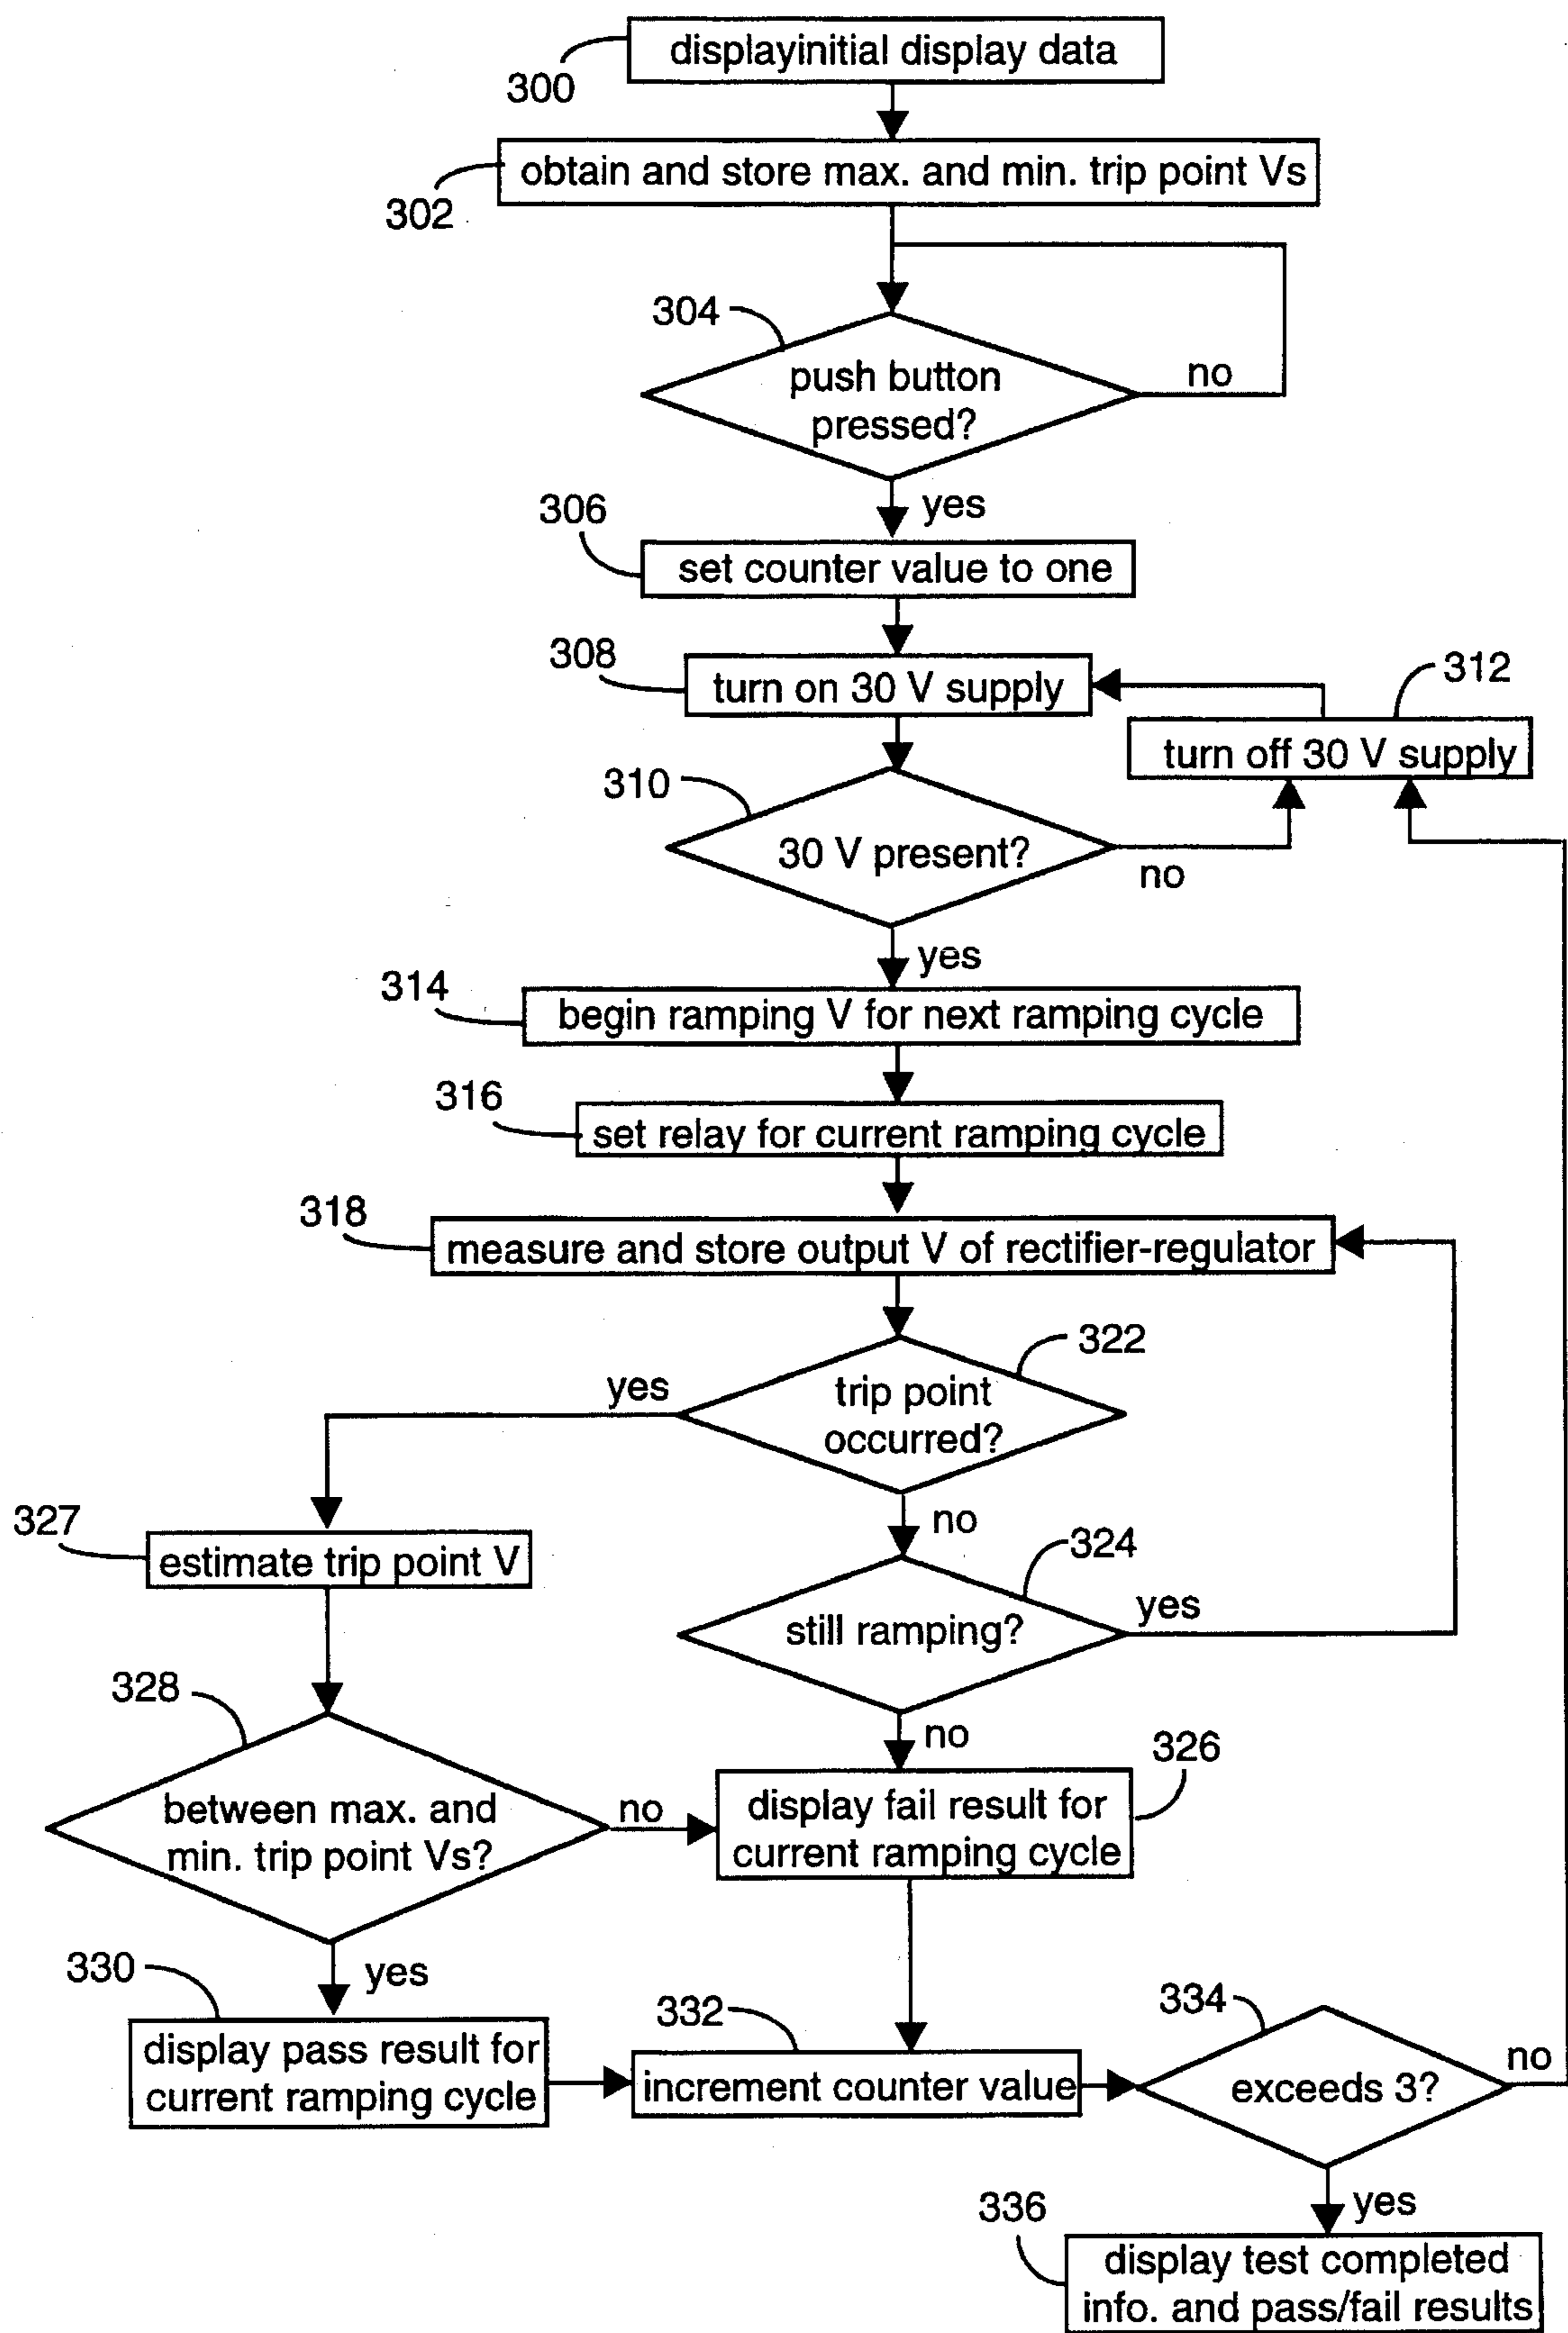 displayinitial display data
300
obtain and store max. and min. trip point Vs
302
304
push button
pressed?
no
yes
306
set counter value to one
308
turn on 30 V supply
312
turn off 30 V supply
310
30 V present?
no
yes
314
begin ramping V for next ramping cycle
316
set relay for current ramping cycle
318
measure and store output V of rectifier-regulator
322
trip point
occurred?
yes
no
327
estimate trip point V
324
still ramping?
yes
no
328
between max. and
min. trip point Vs?
no
326
display fail result for
current ramping cycle
yes
330
display pass result for
current ramping cycle
332
increment counter value
334
exceeds 3?
no
yes
336
display test completed
info. and pass/fail results